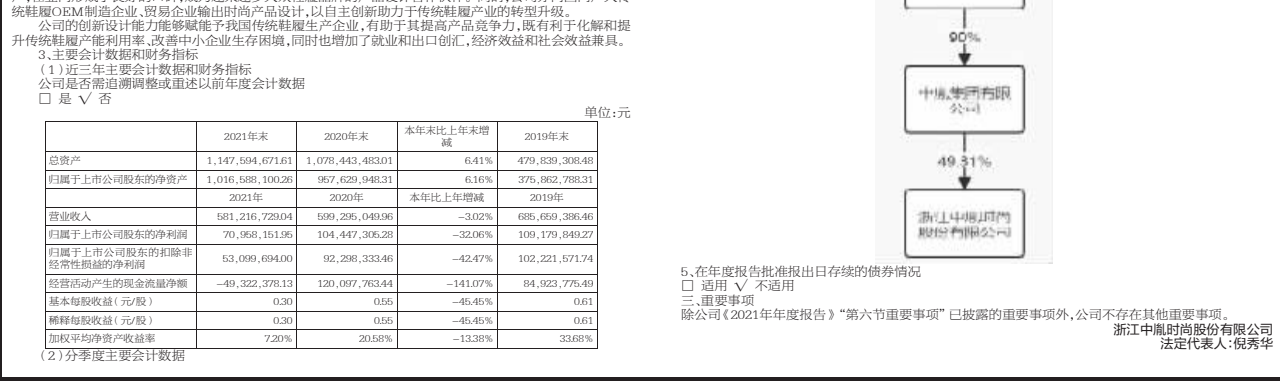 统鞋履OEM制造企业、贸易企业输出时尚产品设计,以自主创新助力于传统鞋履产业的转型升级。
公司的创新设计能力能够赋能予我国传统鞋履生产企业,有助于其提高产品竞争力,既有利于化解和提
升传统鞋履产能利用率、改善中小企业生存困境,同时也增加了就业和出口创汇,经济效益和社会效益兼具。
3、主要会计数据和财务指标
(1)近三年主要会计数据和财务指标
公司是否需追溯调整或重述以前年度会计数据
□ 是 √ 否
单位:元
2021年末 2020年末 本年末比上年末增减 2019年末
总资产 1,147,594,671.61 1,078,443,483.01 6.41% 479,839,308.48
归属于上市公司股东的净资产 1,016,588,100.26 957,629,948.31 6.16% 375,862,788.31
2021年 2020年 本年比上年增减 2019年
营业收入 581,216,729.04 599,295,049.96 -3.02% 685,659,386.46
归属于上市公司股东的净利润 70,958,151.95 104,447,305.28 -32.06% 109,179,849.27
归属于上市公司股东的扣除非经常性损益的净利润 53,099,694.00 92,298,333.46 -42.47% 102,221,571.74
经营活动产生的现金流量净额 -49,322,378.13 120,097,763.44 -141.07% 84,923,775.49
基本每股收益(元/股) 0.30 0.55 -45.45% 0.61
稀释每股收益(元/股) 0.30 0.55 -45.45% 0.61
加权平均净资产收益率 7.20% 20.58% -13.38% 33.68%
(2)分季度主要会计数据
90%
中胤集团有限
公司
49.31%
浙江中胤时尚
股份有限公司
5、在年度报告批准报出日存续的债券情况
□ 适用 √ 不适用
三、重要事项
除公司《2021年年度报告》“第六节重要事项”已披露的重要事项外,公司不存在其他重要事项。
浙江中胤时尚股份有限公司
法定代表人:倪秀华